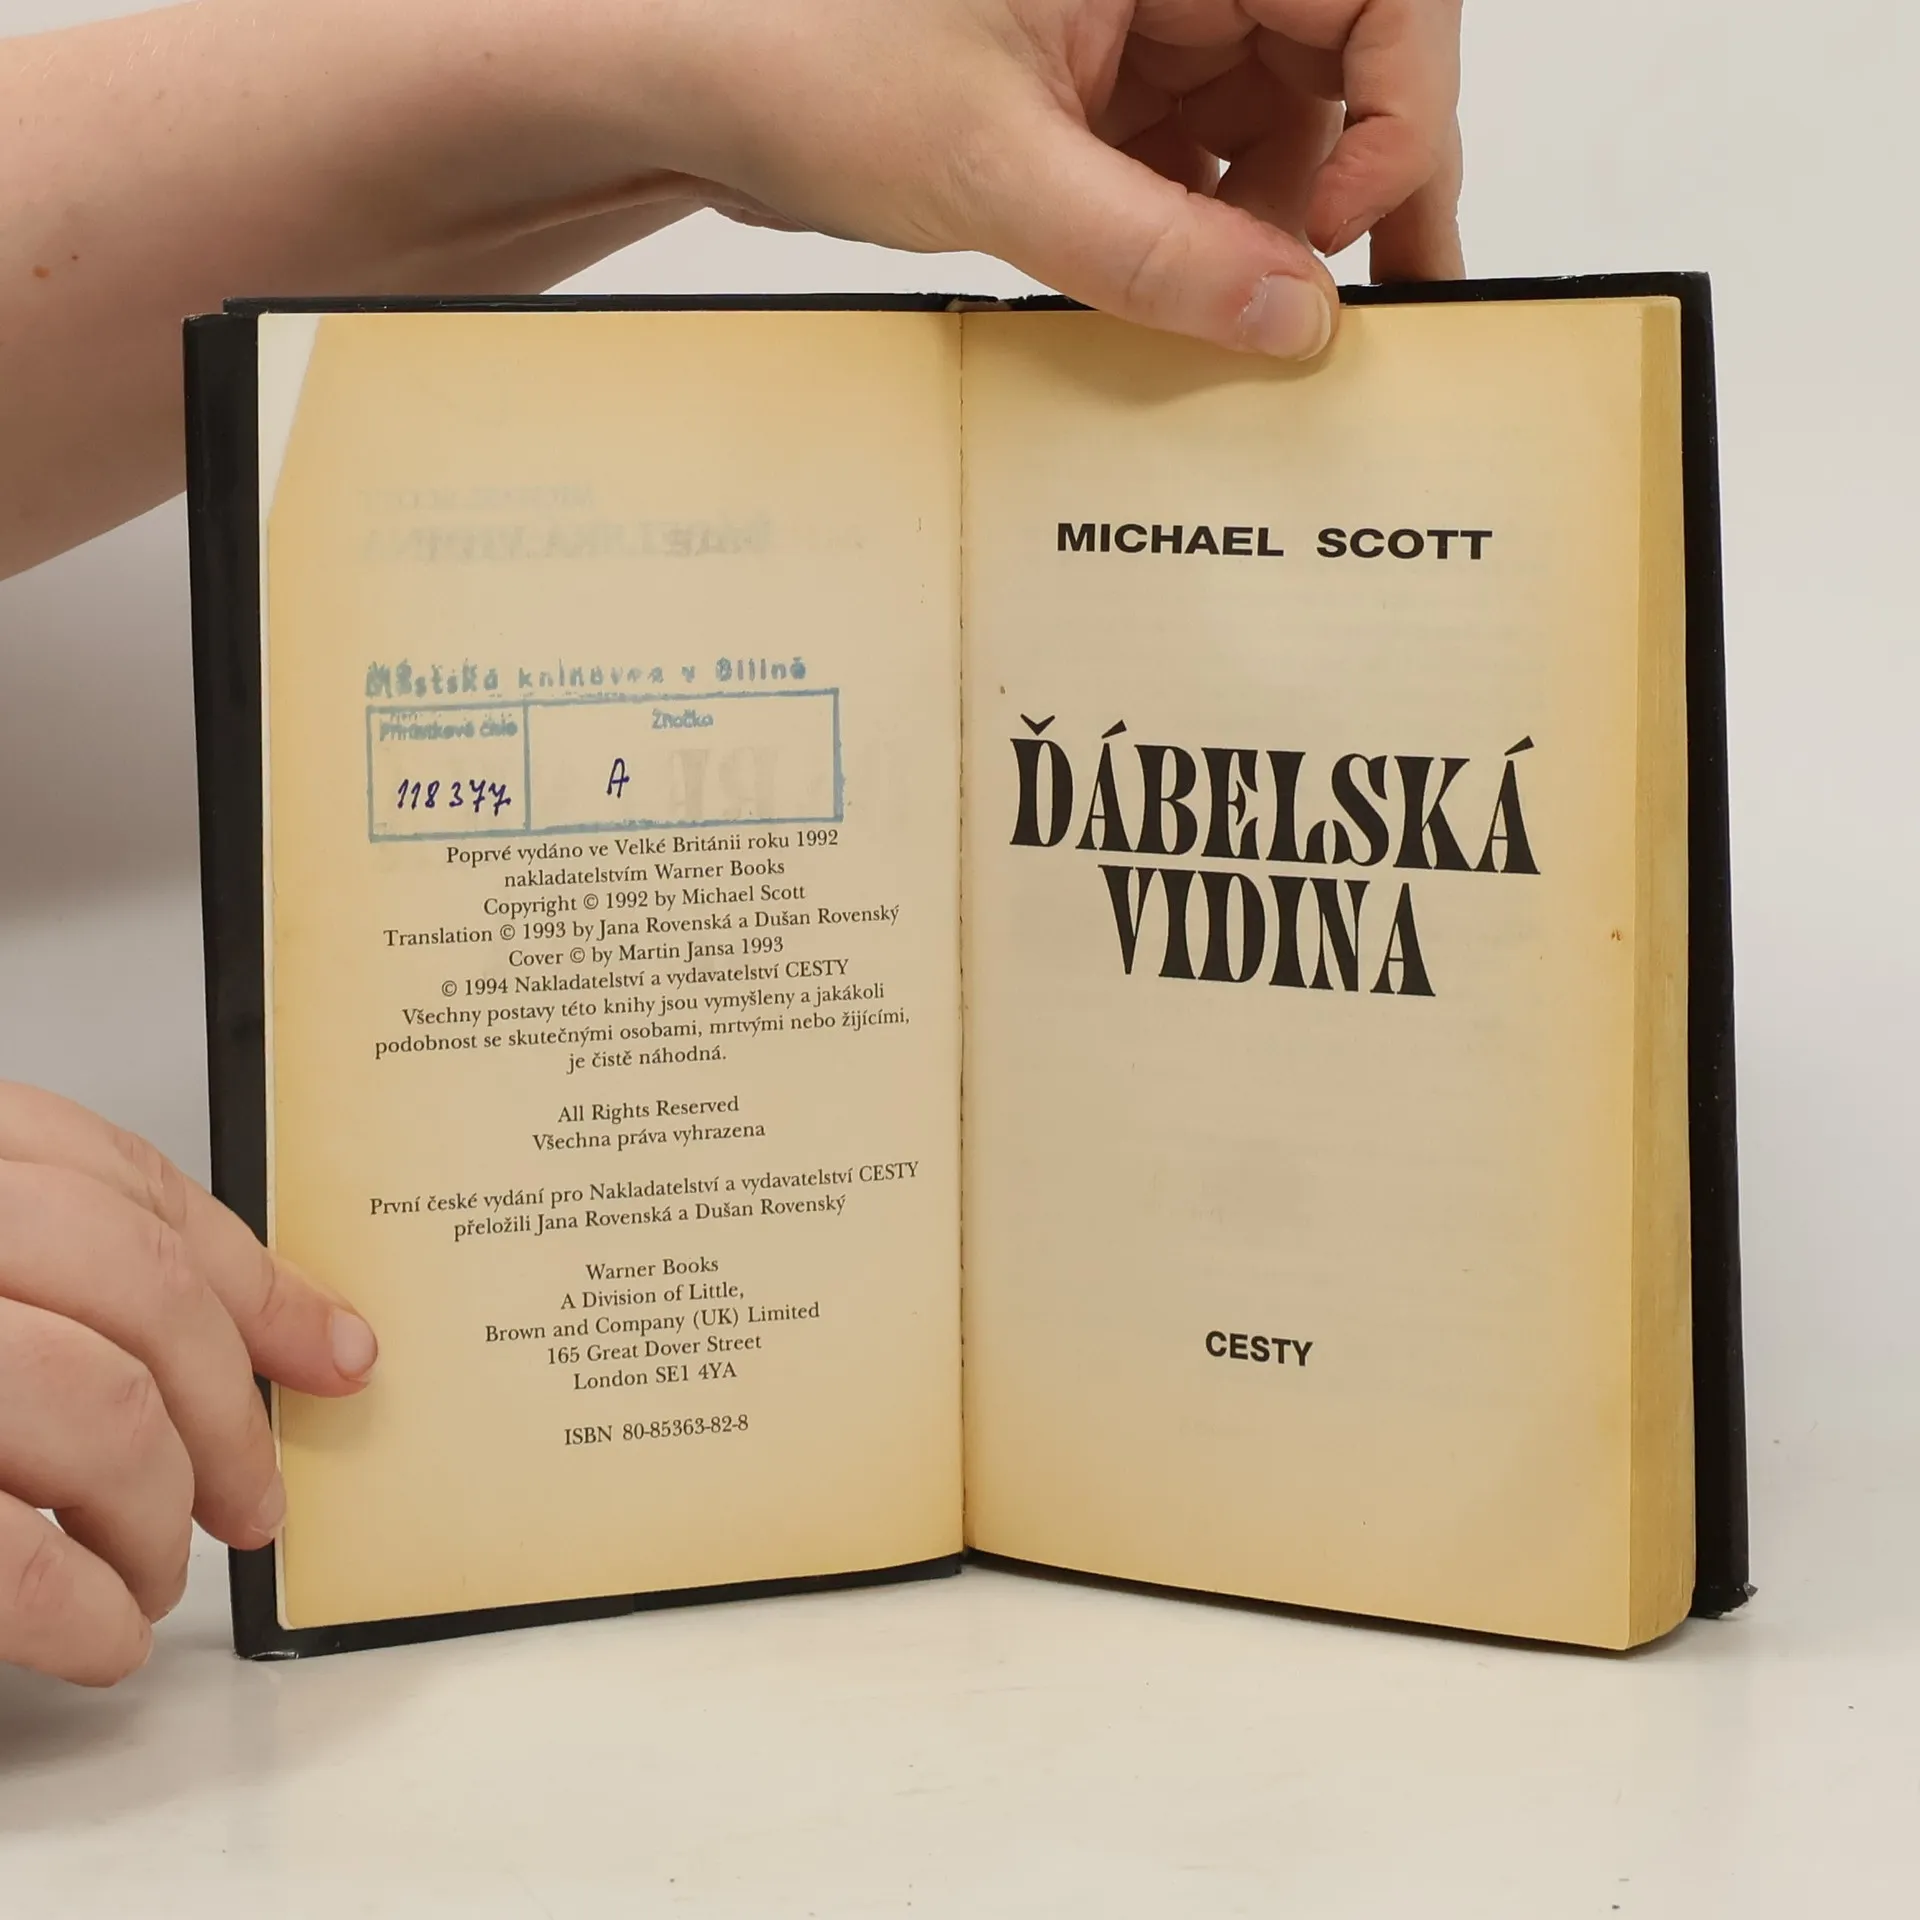 Městská knihovna v Bílině
Přírůstkové číslo
Značka
118377
A
Poprvé vydáno ve Velké Británii roku 1992
nakladatelstvím Warner Books
Copyright © 1992 by Michael Scott
Translation © 1993 by Jana Rovenská a Dušan Rovenský
Cover © by Martin Jansa 1993
© 1994 Nakladatelství a vydavatelství CESTY
Všechny postavy této knihy jsou vymyšleny a jakákoli
podobnost se skutečnými osobami, mrtvými nebo žijícími,
je čistě náhodná.
All Rights Reserved
Všechna práva vyhrazena
První české vydání pro Nakladatelství a vydavatelství CESTY
přeložili Jana Rovenská a Dušan Rovenský
Warner Books
A Division of Little,
Brown and Company (UK) Limited
165 Great Dover Street
London SE1 4YA
ISBN 80-85363-82-8
MICHAEL SCOTT
ĎÁBELSKÁ
VIDINA
CESTY